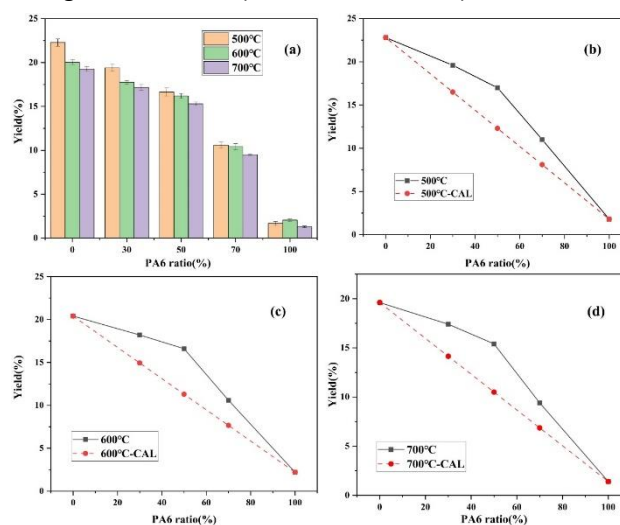 (a)
500℃
600℃
700℃
Yield(%)
25
20
15
10
5
0
0 30 50 70 100
PA6 ratio(%)
(b)
500℃
500℃-CAL
Yield(%)
25
20
15
10
5
0
0 20 40 60 80 100
PA6 ratio(%)
(c)
600℃
600℃-CAL
Yield(%)
25
20
15
10
5
0
0 20 40 60 80 100
PA6 ratio(%)
(d)
700℃
700℃-CAL
Yield(%)
20
15
10
5
0
0 20 40 60 80 100
PA6 ratio(%)